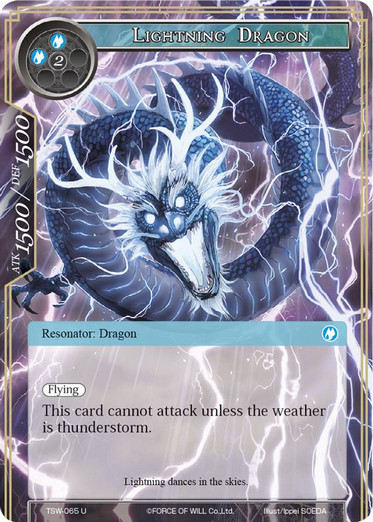 Lightning Dragon
2
ATK 1500 / DEF 1500
Resonator: Dragon
Flying
This card cannot attack unless the weather
is thunderstorm.
Lightning dances in the skies.
TSW-065 U ©FORCE OF WILL Co.,Ltd. Illust/Ippei SOEDA